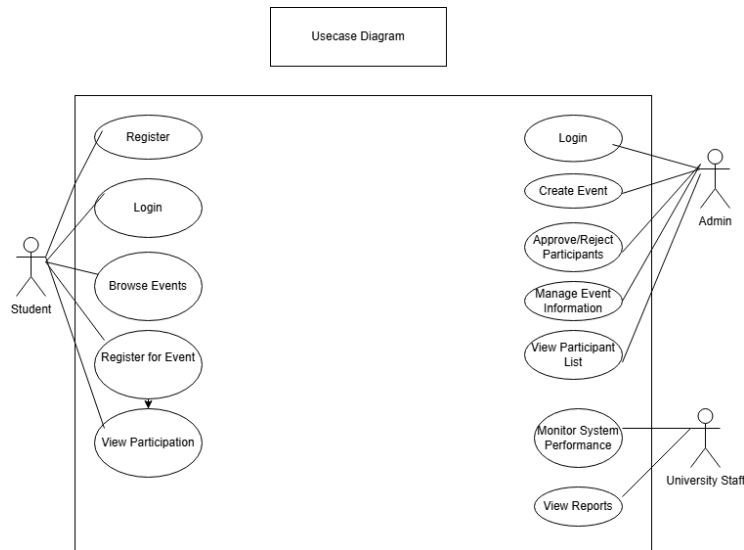 Usecase Diagram
Register
Login
Browse Events
Register for Event
View Participation
Student
Login
Create Event
Approve/Reject
Participants
Manage Event
Information
View Participant
List
Admin
Monitor System
Performance
View Reports
University Staff